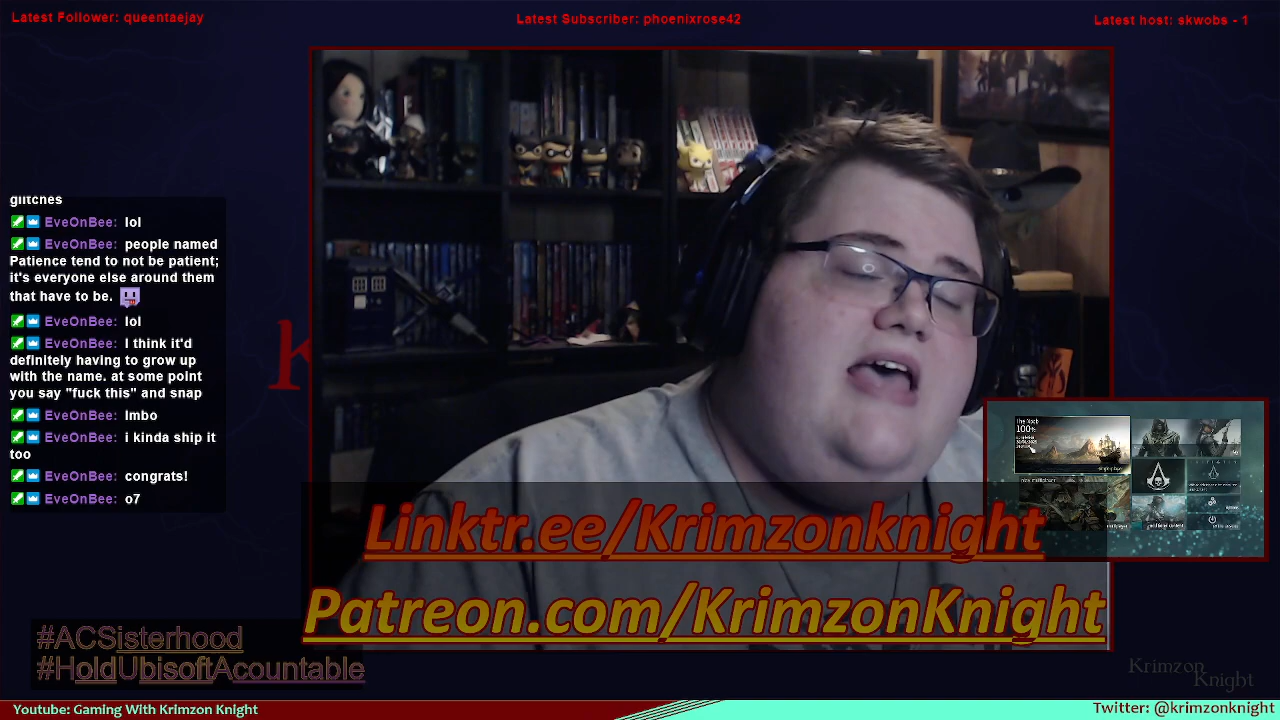 Latest Follower: queentaejay
Latest Subscriber: phoenixrose42
Latest host: skwobs - 1
glitches
EveOnBee: lol
EveOnBee: people named
Patience tend to not be patient;
it's everyone else around them
that have to be.
EveOnBee: lol
EveOnBee: I think it'd
definitely having to grow up
with the name. at some point
you say "fuck this" and snap
EveOnBee: lmbo
EveOnBee: i kinda ship it
too
EveOnBee: congrats!
EveOnBee: o7
The Noob
100%
Linktr.ee/Krimzonknight
Patreon.com/KrimzonKnight
#ACSisterhood
#HoldUbisoftAcountable
Krimzon
Knight
Youtube: Gaming With Krimzon Knight
Twitter: @krimzonknight